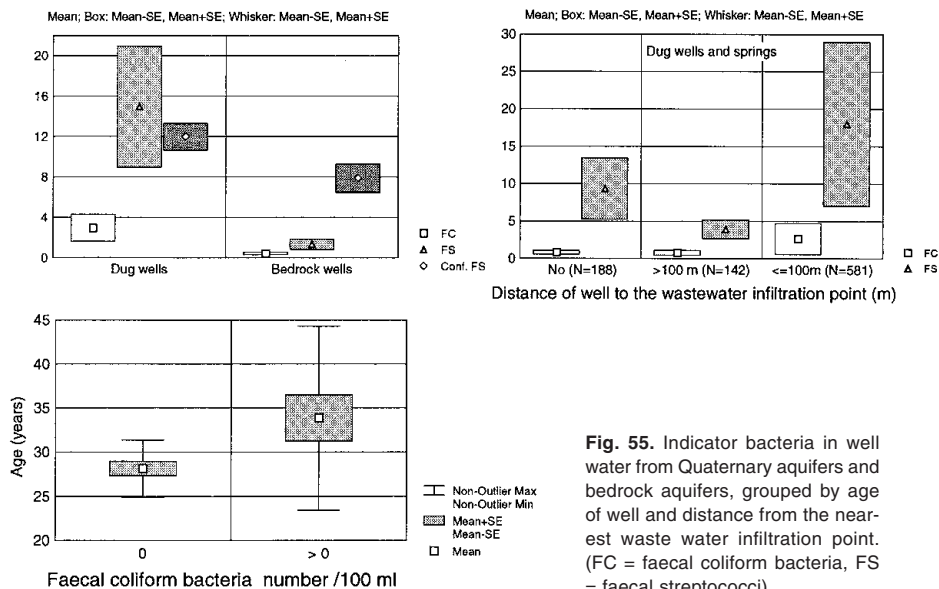 Mean; Box: Mean-SE, Mean+SE; Whisker: Mean-SE, Mean+SE
20
16
12
8
4
0
Dug wells
Bedrock wells
FC
FS
Conf. FS
Mean; Box: Mean-SE, Mean+SE; Whisker: Mean-SE, Mean+SE
Dug wells and springs
30
25
20
15
10
5
0
No (N=188)
>100 m (N=142)
<=100m (N=581)
FC
FS
Distance of well to the wastewater infiltration point (m)
Age (years)
45
40
35
30
25
20
0
> 0
Non-Outlier Max
Non-Outlier Min
Mean+SE
Mean-SE
Mean
Faecal coliform bacteria number /100 ml
Fig. 55. Indicator bacteria in well
water from Quaternary aquifers and
bedrock aquifers, grouped by age
of well and distance from the near-
est waste water infiltration point.
(FC = faecal coliform bacteria, FS
= faecal streptococci)